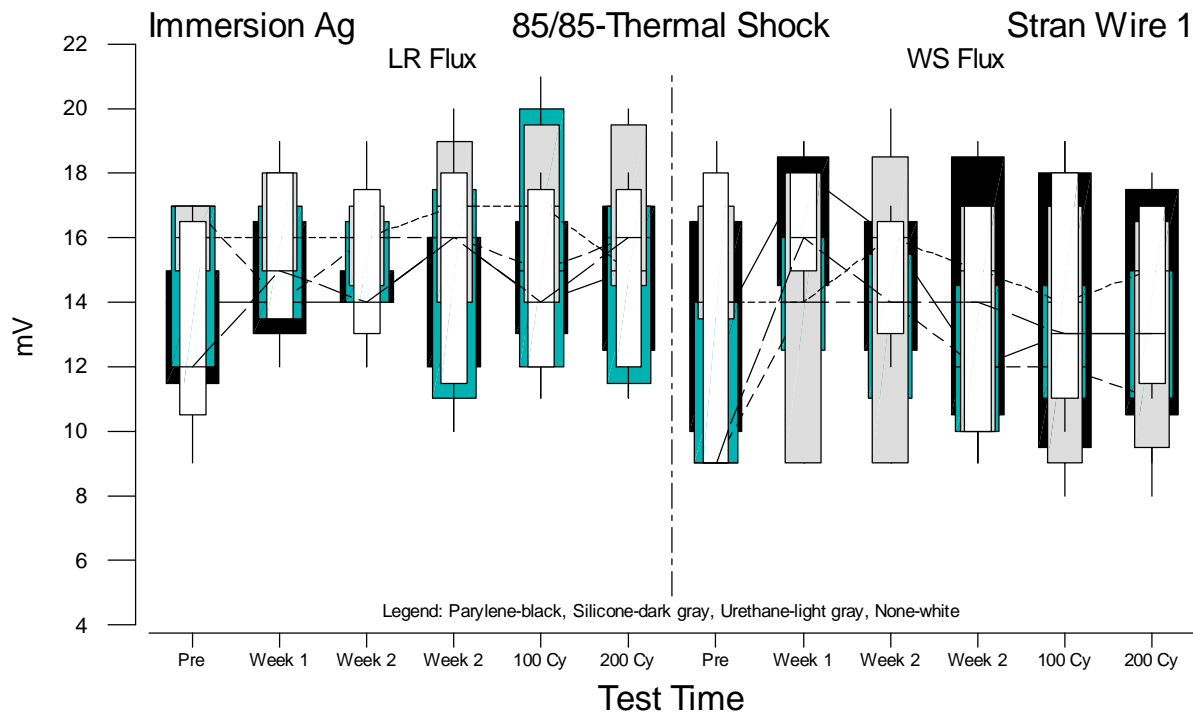 Immersion Ag 85/85-Thermal Shock Stran Wire 1
LR Flux WS Flux
22
20
18
16
14
12
10
8
6
4
mV
Legend: Parylene-black, Silicone-dark gray, Urethane-light gray, None-white
Pre Week 1 Week 2 Week 2 100 Cy 200 Cy Pre Week 1 Week 2 Week 2 100 Cy 200 Cy
Test Time